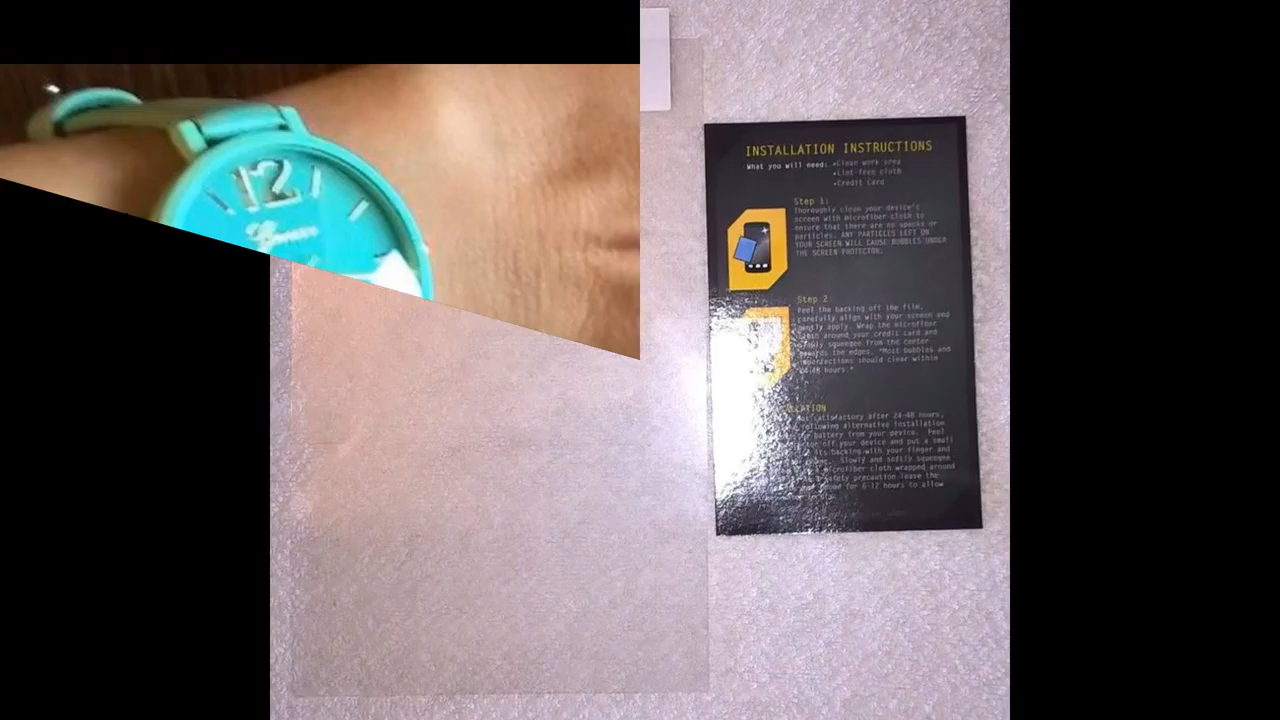 12
INSTALLATION INSTRUCTIONS
What you will need: •Clean work area
•Lint-free cloth
•Credit Card
Step 1:
Thoroughly clean your device's
screen with microfiber cloth to
ensure that there are no specks or
particles. ANY PARTICLES LEFT ON
YOUR SCREEN WILL CAUSE BUBBLES UNDER
THE SCREEN PROTECTOR.
Step 2
Peel the backing off the film,
carefully align with your screen and
gently apply. Wrap the microfiber
cloth around your credit card and
slowly squeegee from the center
towards the edges. *Most bubbles and
imperfections should clear within
24-48 hours.*
satisfactory after 24-48 hours,
following alternative installation
battery from your device. Peel
off your device and put a small
its backing with your finger and
Slowly and softly squeegee
microfiber cloth wrapped around
safety precaution leave the
for 6-12 hours to allow